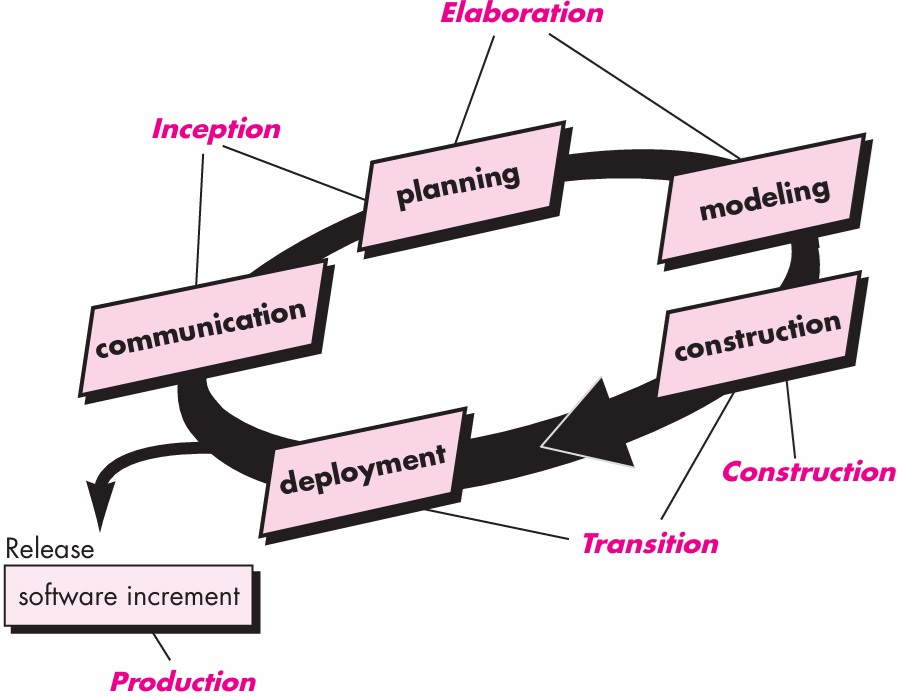 Elaboration
Inception
planning
modeling
communication
construction
deployment
Construction
Transition
Release
software increment
Production